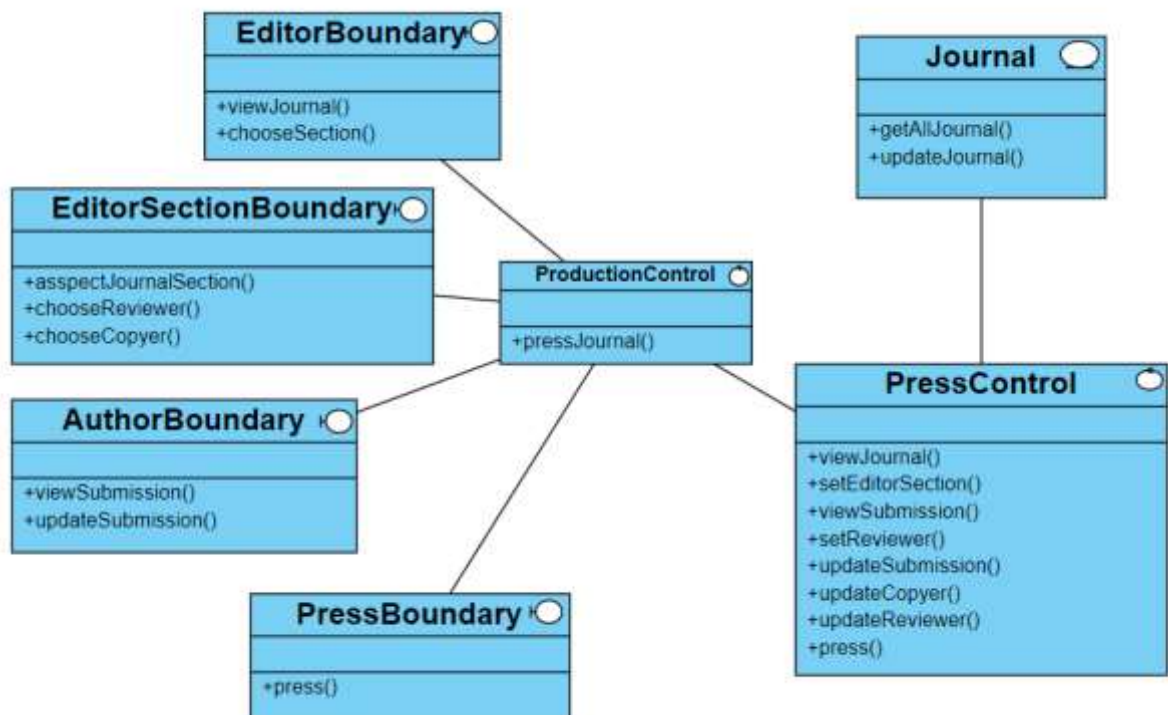 EditorBoundary
+viewJournal()
+chooseSection()
Journal
+getAllJournal()
+updateJournal()
EditorSectionBoundary
+asspectJournalSection()
+chooseReviewer()
+chooseCopyer()
ProductionControl
+pressJournal()
AuthorBoundary
+viewSubmission()
+updateSubmission()
PressControl
+viewJournal()
+setEditorSection()
+viewSubmission()
+setReviewer()
+updateSubmission()
+updateCopyer()
+updateReviewer()
+press()
PressBoundary
+press()